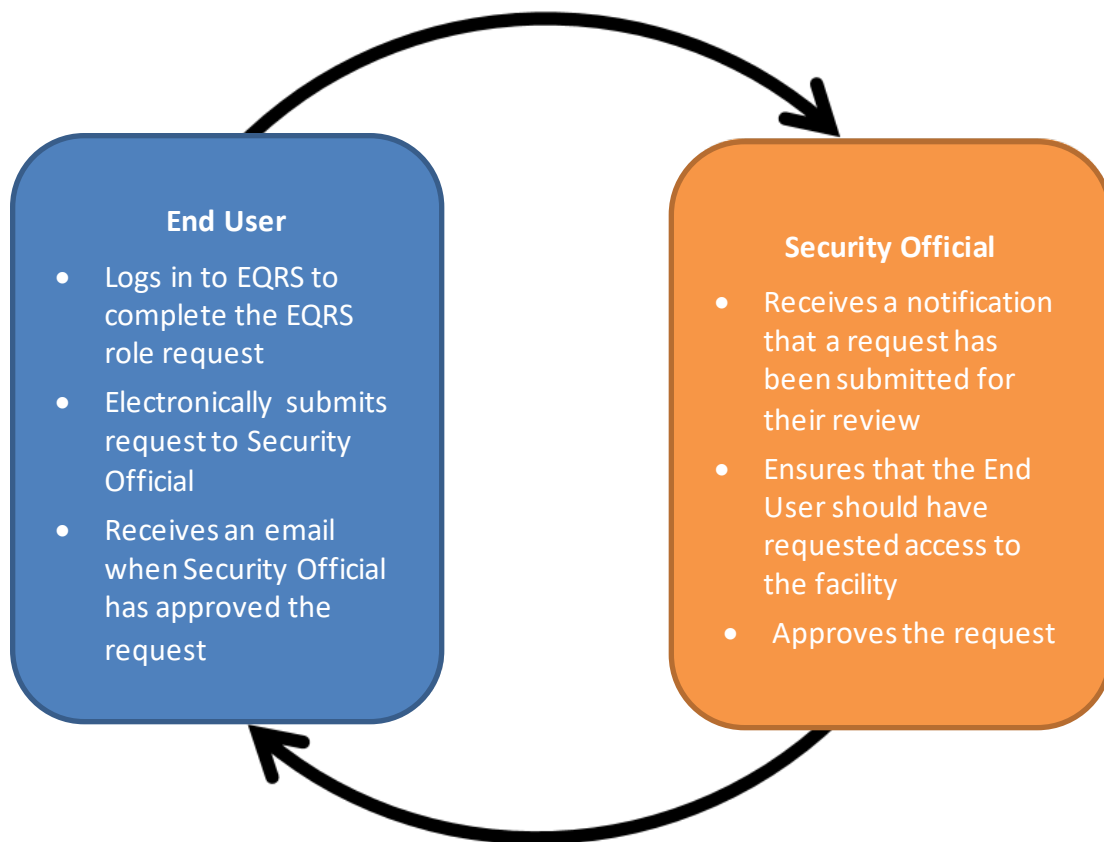 End User
• Logs in to EQRS to
complete the EQRS
role request
• Electronically submits
request to Security
Official
• Receives an email
when Security Official
has approved the
request
Security Official
• Receives a notification
that a request has
been submitted for
their review
• Ensures that the End
User should have
requested access to
the facility
• Approves the request